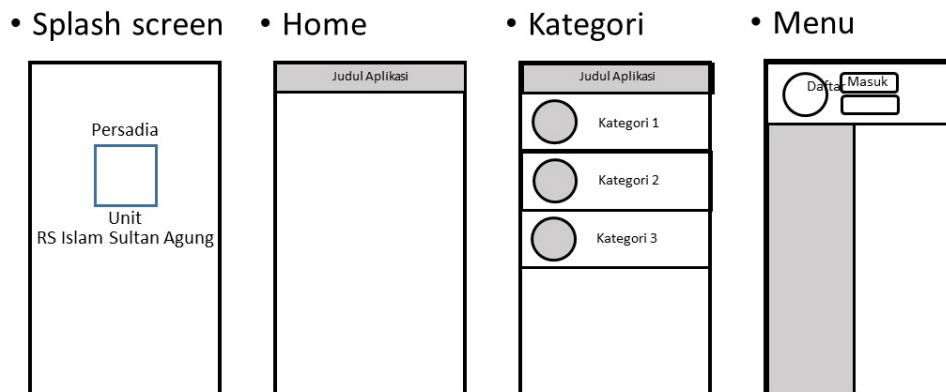 • Splash screen
• Home
• Kategori
• Menu
Persadia
Unit
RS Islam Sultan Agung
Judul Aplikasi
Judul Aplikasi
Kategori 1
Kategori 2
Kategori 3
Daftar
Masuk